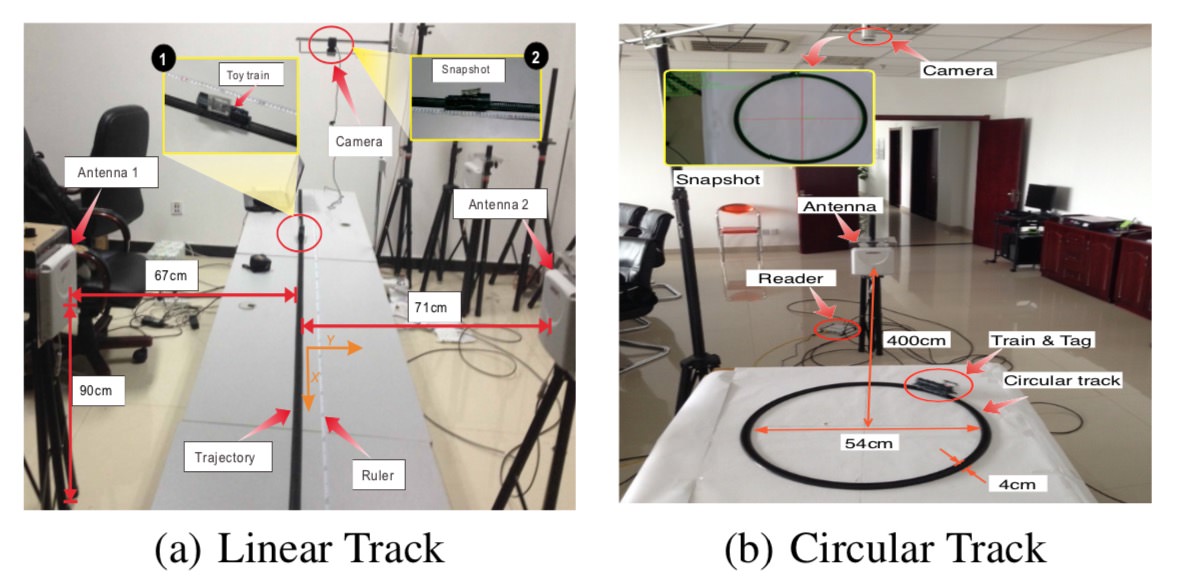 1
Toy train
Snapshot
2
Camera
Antenna 1
Antenna 2
67cm
71cm
Y
X
90cm
Trajectory
Ruler
Camera
Snapshot
Antenna
Reader
400cm
Train & Tag
Circular track
54cm
4cm
(a) Linear Track
(b) Circular Track